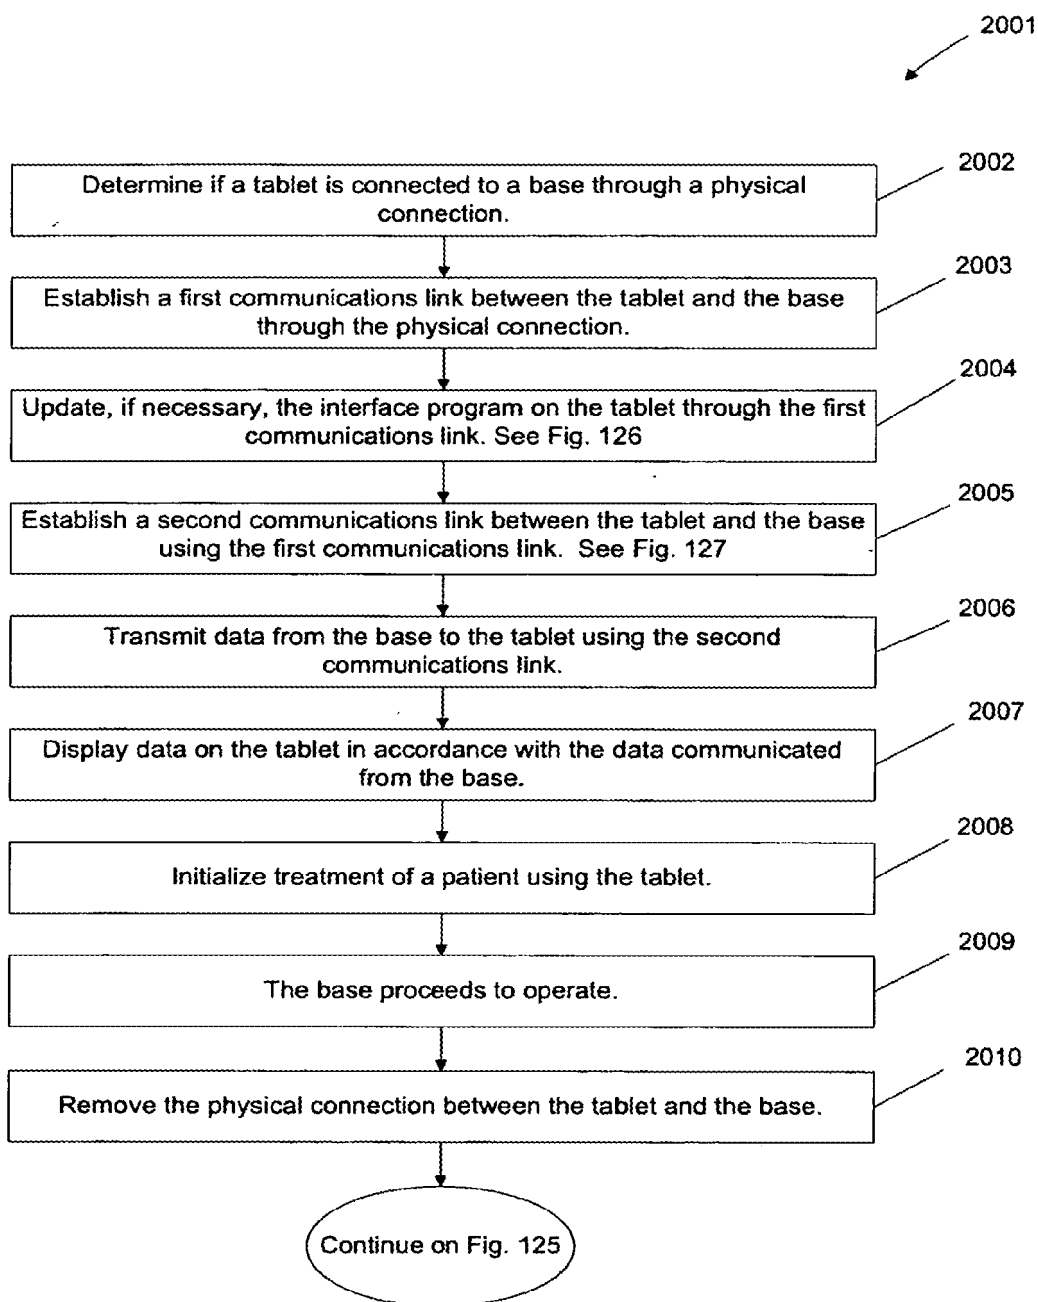 2001
2002
Determine if a tablet is connected to a base through a physical
connection.
2003
Establish a first communications link between the tablet and the base
through the physical connection.
2004
Update, if necessary, the interface program on the tablet through the first
communications link. See Fig. 126
2005
Establish a second communications link between the tablet and the base
using the first communications link. See Fig. 127
2006
Transmit data from the base to the tablet using the second
communications link.
2007
Display data on the tablet in accordance with the data communicated
from the base.
2008
Initialize treatment of a patient using the tablet.
2009
The base proceeds to operate.
2010
Remove the physical connection between the tablet and the base.
Continue on Fig. 125